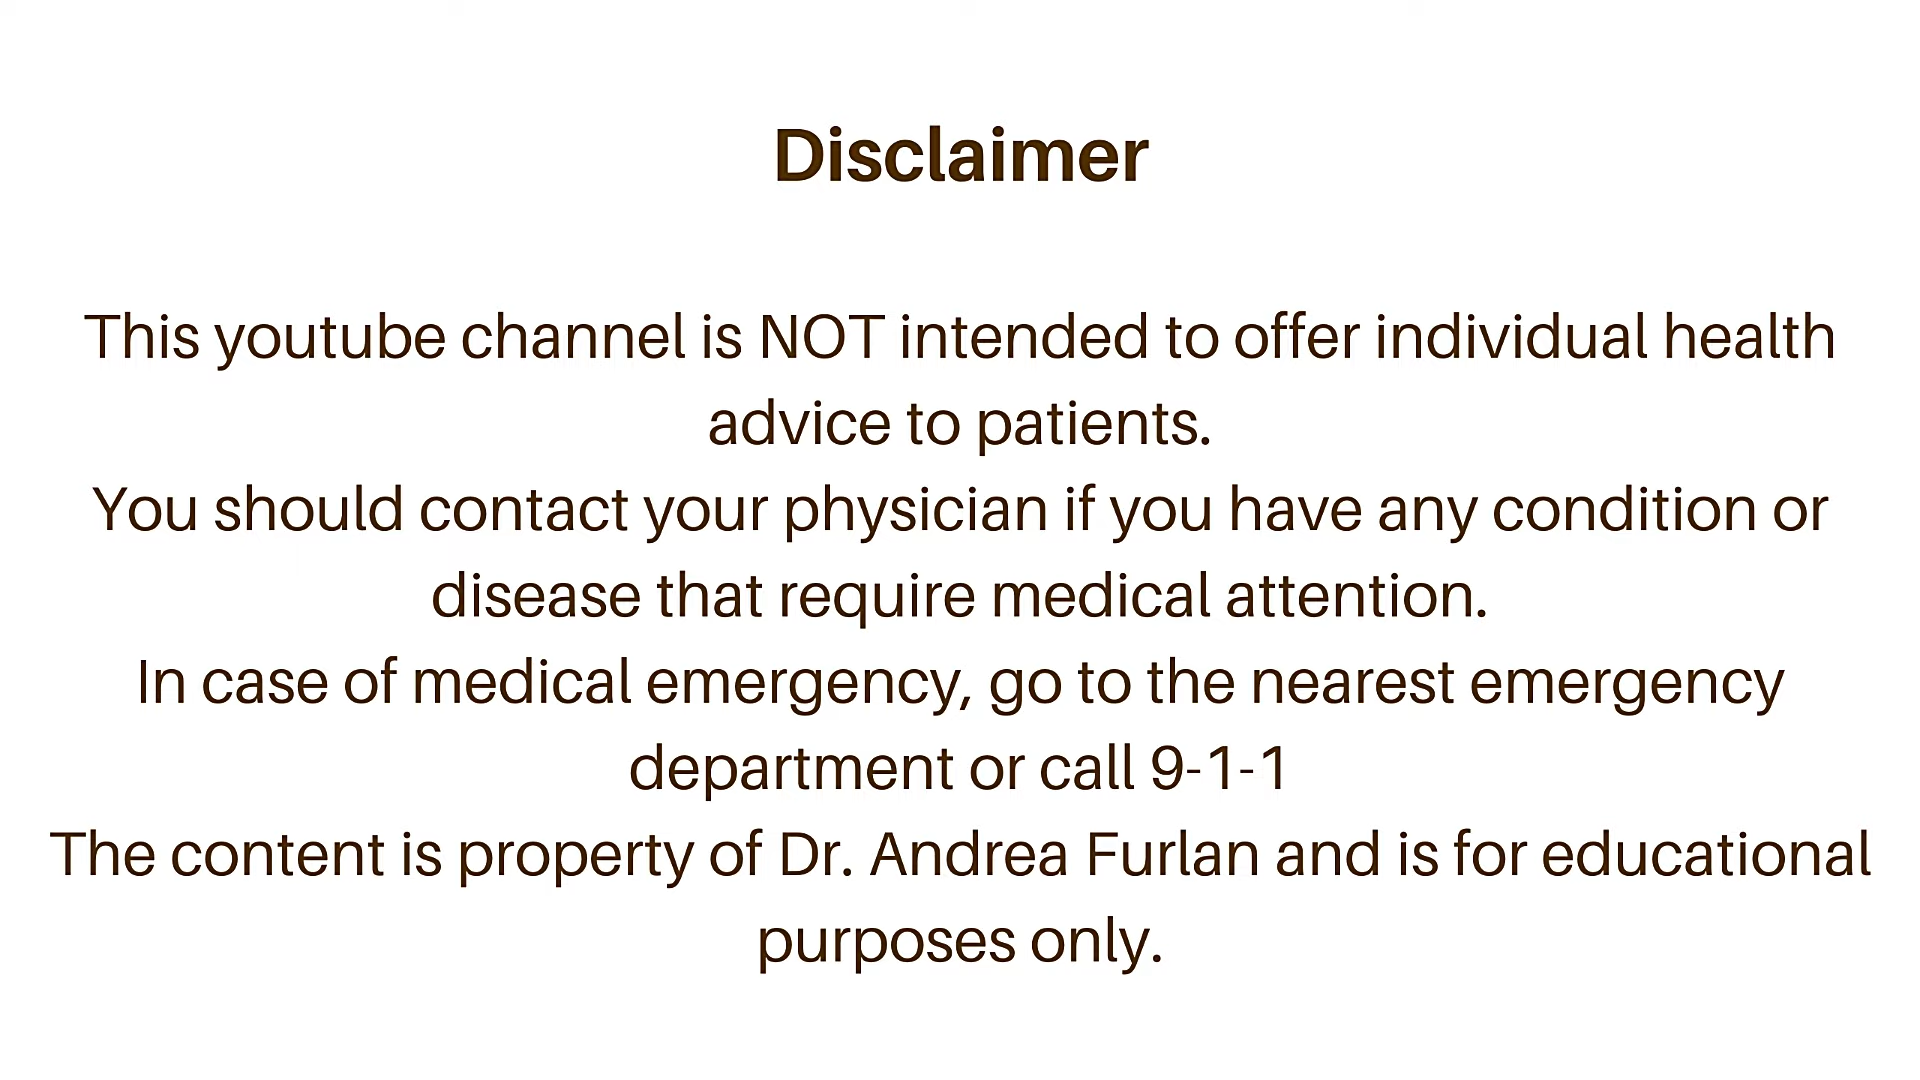 Disclaimer
This youtube channel is NOT intended to offer individual health
advice to patients.
You should contact your physician if you have any condition or
disease that require medical attention.
In case of medical emergency, go to the nearest emergency
department or call 9-1-1
The content is property of Dr. Andrea Furlan and is for educational
purposes only.